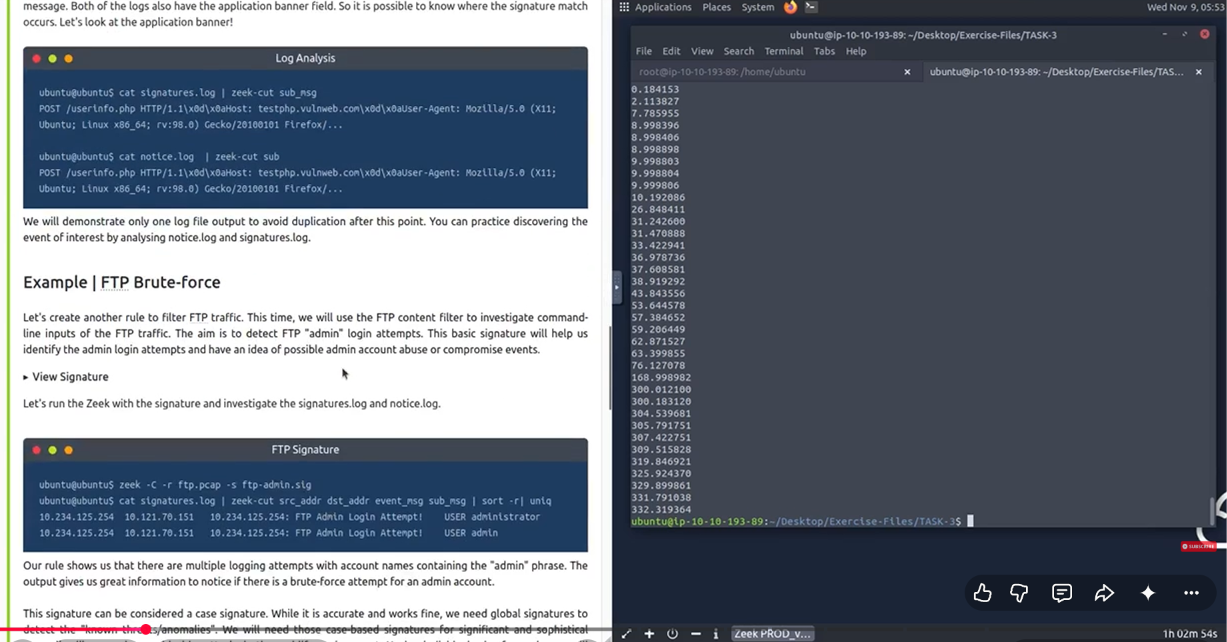 message. Both of the logs also have the application banner field. So it is possible to know where the signature match
occurs. Let's look at the application banner!
Log Analysis
ubuntu@ubuntu$ cat signatures.log | zeek-cut sub_msg
POST /userinfo.php HTTP/1.1\x0d\x0aHost: testphp.vulnweb.com\x0d\x0aUser-Agent: Mozilla/5.0 (X11;
Ubuntu; Linux x86_64; rv:98.0) Gecko/20100101 Firefox/...
ubuntu@ubuntu$ cat notice.log  | zeek-cut sub
POST /userinfo.php HTTP/1.1\x0d\x0aHost: testphp.vulnweb.com\x0d\x0aUser-Agent: Mozilla/5.0 (X11;
Ubuntu; Linux x86_64; rv:98.0) Gecko/20100101 Firefox/...
We will demonstrate only one log file output to avoid duplication after this point. You can practice discovering the
event of interest by analysing notice.log and signatures.log.
Example | FTP Brute-force
Let's create another rule to filter FTP traffic. This time, we will use the FTP content filter to investigate command-
line inputs of the FTP traffic. The aim is to detect FTP "admin" login attempts. This basic signature will help us
identify the admin login attempts and have an idea of possible admin account abuse or compromise events.
▸ View Signature
Let's run the Zeek with the signature and investigate the signatures.log and notice.log.
FTP Signature
ubuntu@ubuntu$ zeek -C -r ftp.pcap -s ftp-admin.sig
ubuntu@ubuntu$ cat signatures.log | zeek-cut src_addr dst_addr event_msg sub_msg | sort -r| uniq
10.234.125.254  10.121.70.151   10.234.125.254: FTP Admin Login Attempt!    USER administrator
10.234.125.254  10.121.70.151   10.234.125.254: FTP Admin Login Attempt!    USER admin
Our rule shows us that there are multiple logging attempts with account names containing the "admin" phrase. The
output gives us great information to notice if there is a brute-force attempt for an admin account.
This signature can be considered a case signature. While it is accurate and works fine, we need global signatures to
detect the "known threats/anomalies". We will need those case-based signatures for significant and sophistical
Applications Places System Wed Nov 9, 05:53
ubuntu@ip-10-10-193-89: ~/Desktop/Exercise-Files/TASK-3
File Edit View Search Terminal Tabs Help
root@ip-10-10-193-89: /home/ubuntu × ubuntu@ip-10-10-193-89: ~/Desktop/Exercise-Files/TAS... ×
0.184153
2.113827
7.785955
8.998396
8.998406
8.998898
9.998803
9.998804
9.999806
10.192086
26.848411
31.242600
31.470888
33.422941
36.978736
37.608581
38.919292
43.843556
53.644578
57.384652
59.206449
62.871527
63.399855
76.127078
168.998982
300.012100
300.183120
304.539681
305.791751
307.422751
309.515828
319.846921
325.924370
329.899861
331.791038
332.319364
ubuntu@ip-10-10-193-89:~/Desktop/Exercise-Files/TASK-3$
SUBSCRIBE
Zeek PROD_v... 1h 02m 54s